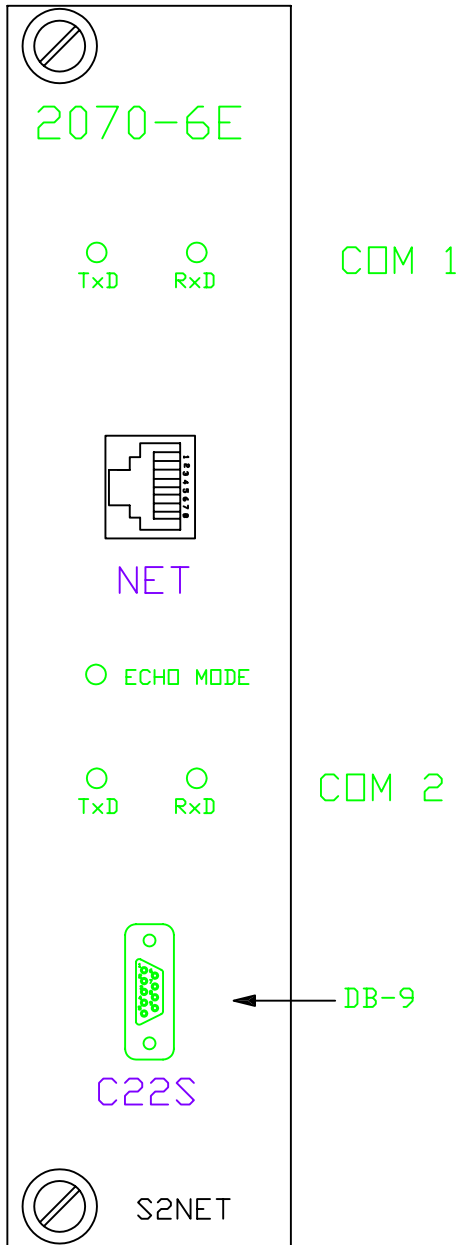 2070-6E
COM 1
TxD RxD
12345678
NET
ECHO MODE
COM 2
TxD RxD
DB-9
C22S
S2NET